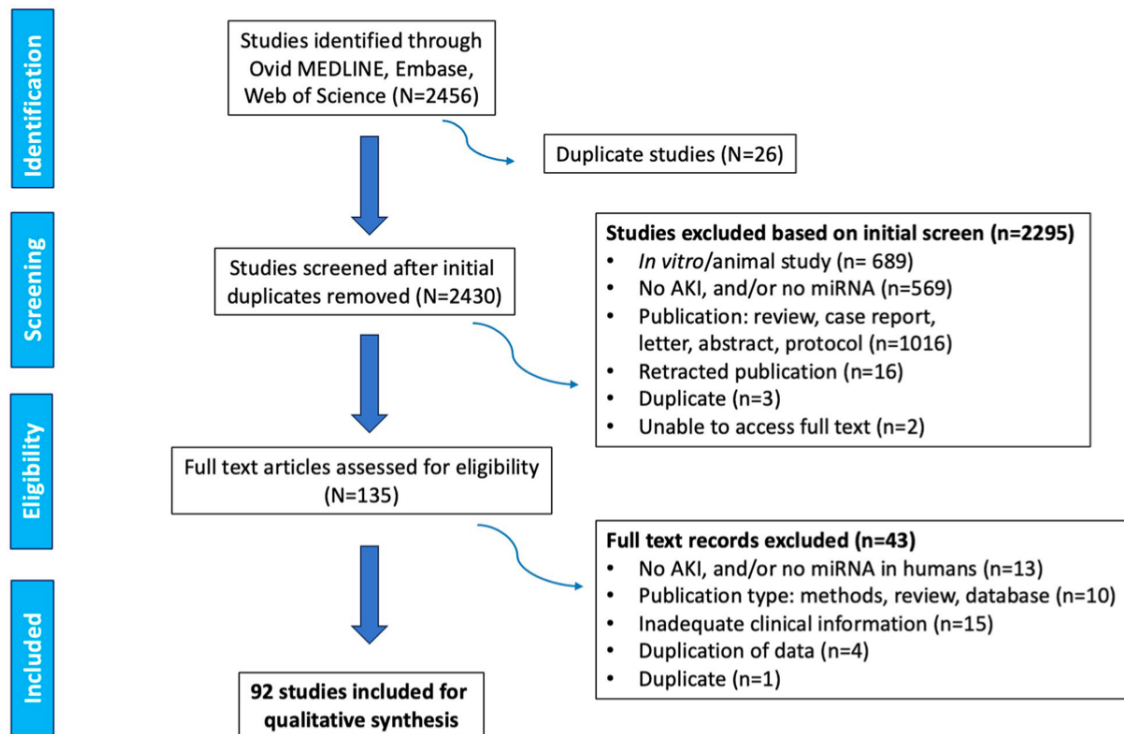 Identification
Studies identified through
Ovid MEDLINE, Embase,
Web of Science (N=2456)
Duplicate studies (N=26)
Screening
Studies screened after initial
duplicates removed (N=2430)
Studies excluded based on initial screen (n=2295)
• In vitro/animal study (n= 689)
• No AKI, and/or no miRNA (n=569)
• Publication: review, case report,
letter, abstract, protocol (n=1016)
• Retracted publication (n=16)
• Duplicate (n=3)
• Unable to access full text (n=2)
Eligibility
Full text articles assessed for eligibility
(N=135)
Full text records excluded (n=43)
• No AKI, and/or no miRNA in humans (n=13)
• Publication type: methods, review, database (n=10)
• Inadequate clinical information (n=15)
• Duplication of data (n=4)
• Duplicate (n=1)
Included
92 studies included for
qualitative synthesis